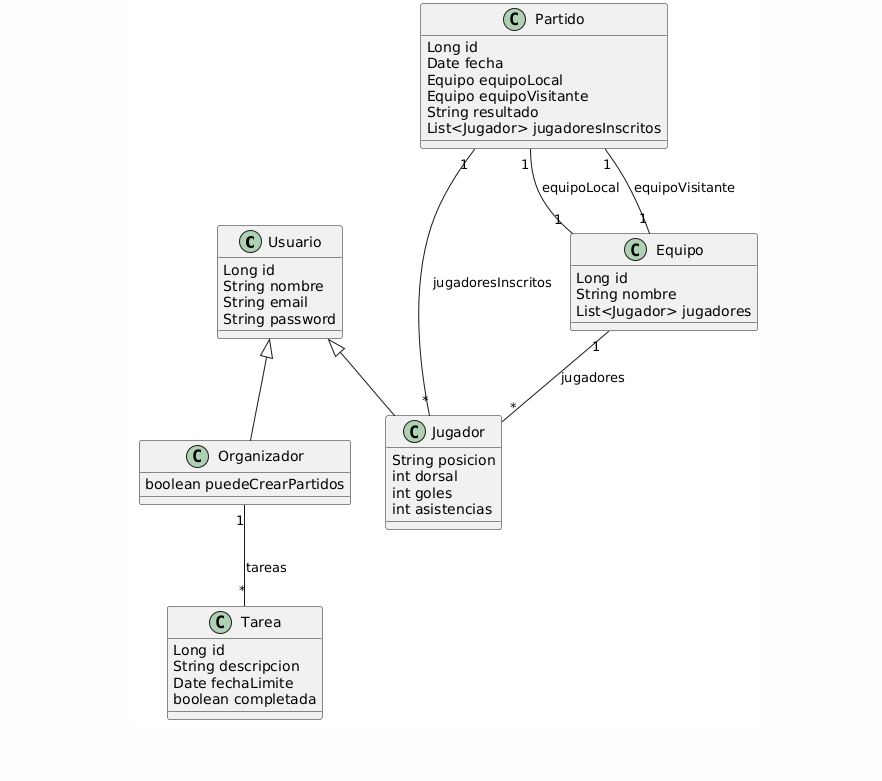 C Partido
Long id
Date fecha
Equipo equipoLocal
Equipo equipoVisitante
String resultado
List<Jugador> jugadoresInscritos
1
1
1
equipoLocal
equipoVisitante
1
1
C Usuario
Long id
String nombre
String email
String password
C Equipo
Long id
String nombre
List<Jugador> jugadores
jugadoresInscritos
1
jugadores
*
*
C Organizador
boolean puedeCrearPartidos
C Jugador
String posicion
int dorsal
int goles
int asistencias
1
tareas
*
C Tarea
Long id
String descripcion
Date fechaLimite
boolean completada